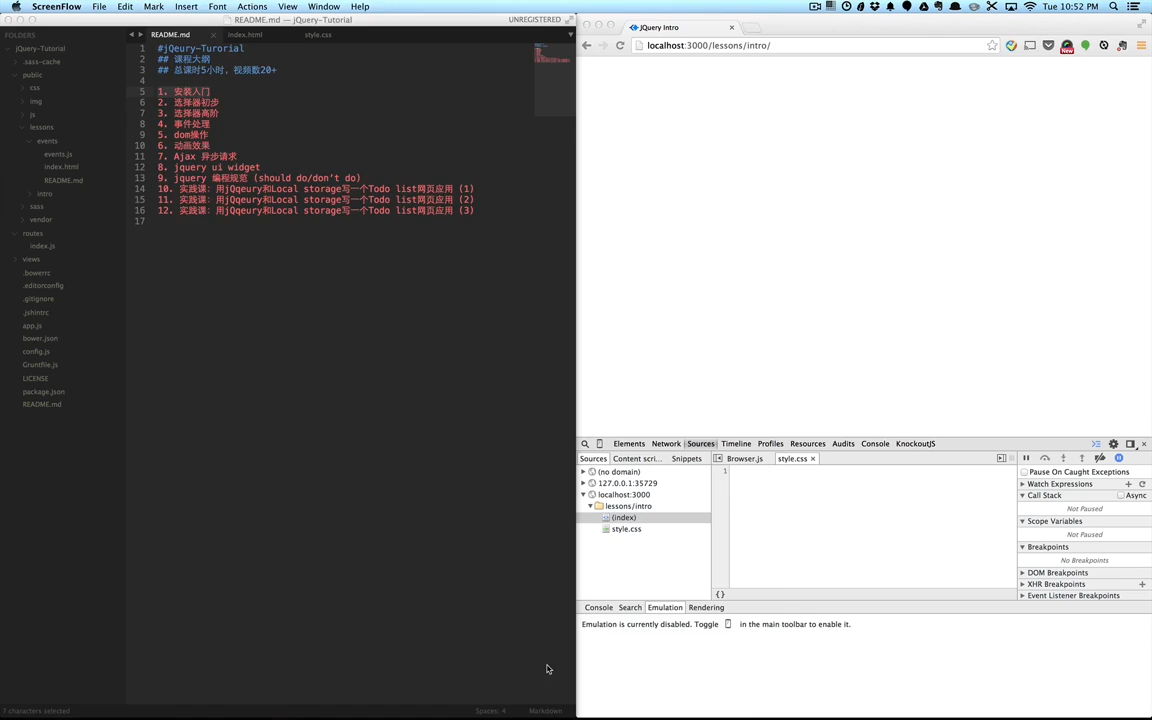 ScreenFlow File Edit Mark Insert Font Actions View Window Help
Tue 10:52 PM
README.md — jQuery-Tutorial
UNREGISTERED
FOLDERS
jQuery-Tutorial
.sass-cache
public
css
img
js
lessons
events
events.js
index.html
README.md
intro
sass
vendor
routes
index.js
views
.bowerrc
.editorconfig
.gitignore
.jshintrc
app.js
bower.json
config.js
Gruntfile.js
LICENSE
package.json
README.md
README.md index.html style.css
1 #jQeury-Turorial
2 ## 课程大纲
3 ## 总课时5小时，视频数20+
4
5 1. 安装入门
6 2. 选择器初步
7 3. 选择器高阶
8 4. 事件处理
9 5. dom操作
10 6. 动画效果
11 7. Ajax 异步请求
12 8. jquery ui widget
13 9. jquery 编程规范 (should do/don’t do)
14 10. 实践课: 用jQqeury和Local storage写一个Todo list网页应用 (1)
15 11. 实践课: 用jQqeury和Local storage写一个Todo list网页应用 (2)
16 12. 实践课: 用jQqeury和Local storage写一个Todo list网页应用 (3)
17
7 characters selected
Spaces: 4 Markdown
jQuery Intro
localhost:3000/lessons/intro/
New
Elements Network Sources Timeline Profiles Resources Audits Console KnockoutJS
Sources Content scri... Snippets
Browser.js style.css
(no domain)
127.0.0.1:35729
localhost:3000
lessons/intro
(index)
style.css
1
{}
Pause On Caught Exceptions
Watch Expressions
Call Stack Async
Not Paused
Scope Variables
Not Paused
Breakpoints
No Breakpoints
DOM Breakpoints
XHR Breakpoints
Event Listener Breakpoints
Console Search Emulation Rendering
Emulation is currently disabled. Toggle in the main toolbar to enable it.